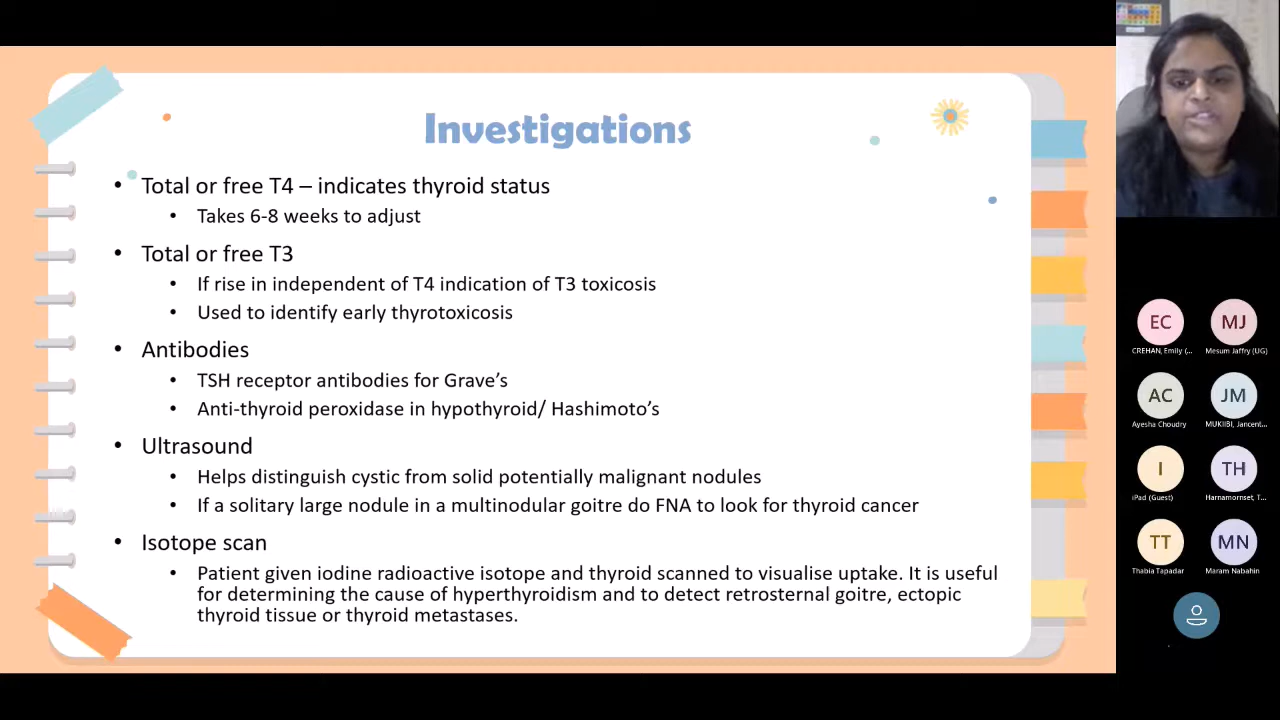 Investigations
• Total or free T4 – indicates thyroid status
• Takes 6-8 weeks to adjust
• Total or free T3
• If rise in independent of T4 indication of T3 toxicosis
• Used to identify early thyrotoxicosis
• Antibodies
• TSH receptor antibodies for Grave's
• Anti-thyroid peroxidase in hypothyroid/ Hashimoto's
• Ultrasound
• Helps distinguish cystic from solid potentially malignant nodules
• If a solitary large nodule in a multinodular goitre do FNA to look for thyroid cancer
• Isotope scan
• Patient given iodine radioactive isotope and thyroid scanned to visualise uptake. It is useful
for determining the cause of hyperthyroidism and to detect retrosternal goitre, ectopic
thyroid tissue or thyroid metastases.
EC
CREHAN, Emily (...
MJ
Mesum Jaffry (UG)
AC
Ayesha Choudry
JM
MUKIIBI, Jancent...
I
iPad (Guest)
TH
Harnamornset, T...
TT
Thabia Tapadar
MN
Maram Nabahin